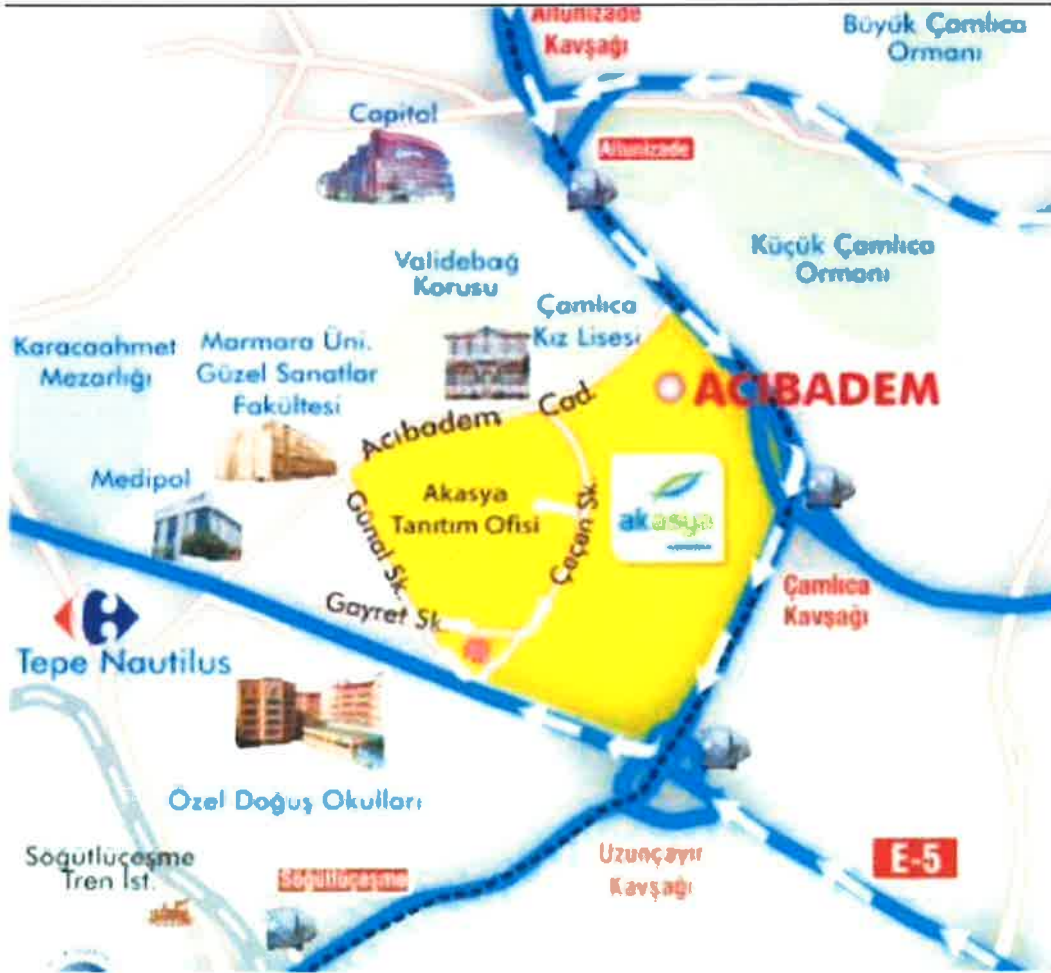 Altunizade
Kavşağı
Büyük Çamlıca
Ormanı
Capitol
Altunizade
Küçük Çamlıca
Ormanı
Validebağ
Korusu
Çamlıca
Kız Lisesi
Karacaahmet
Mezarlığı
Marmara Üni.
Güzel Sanatlar
Fakültesi
ACIBADEM
Acıbadem Cad.
Medipol
Akasya
Tanıtım Ofisi
akasya
Günal Sk.
Çeçen Sk.
Gayret Sk.
Çamlıca
Kavşağı
Tepe Nautilus
Özel Doğuş Okulları
Uzunçayır
Kavşağı
E-5
Söğütlüçeşme
Tren İst.
Söğütlüçeşme